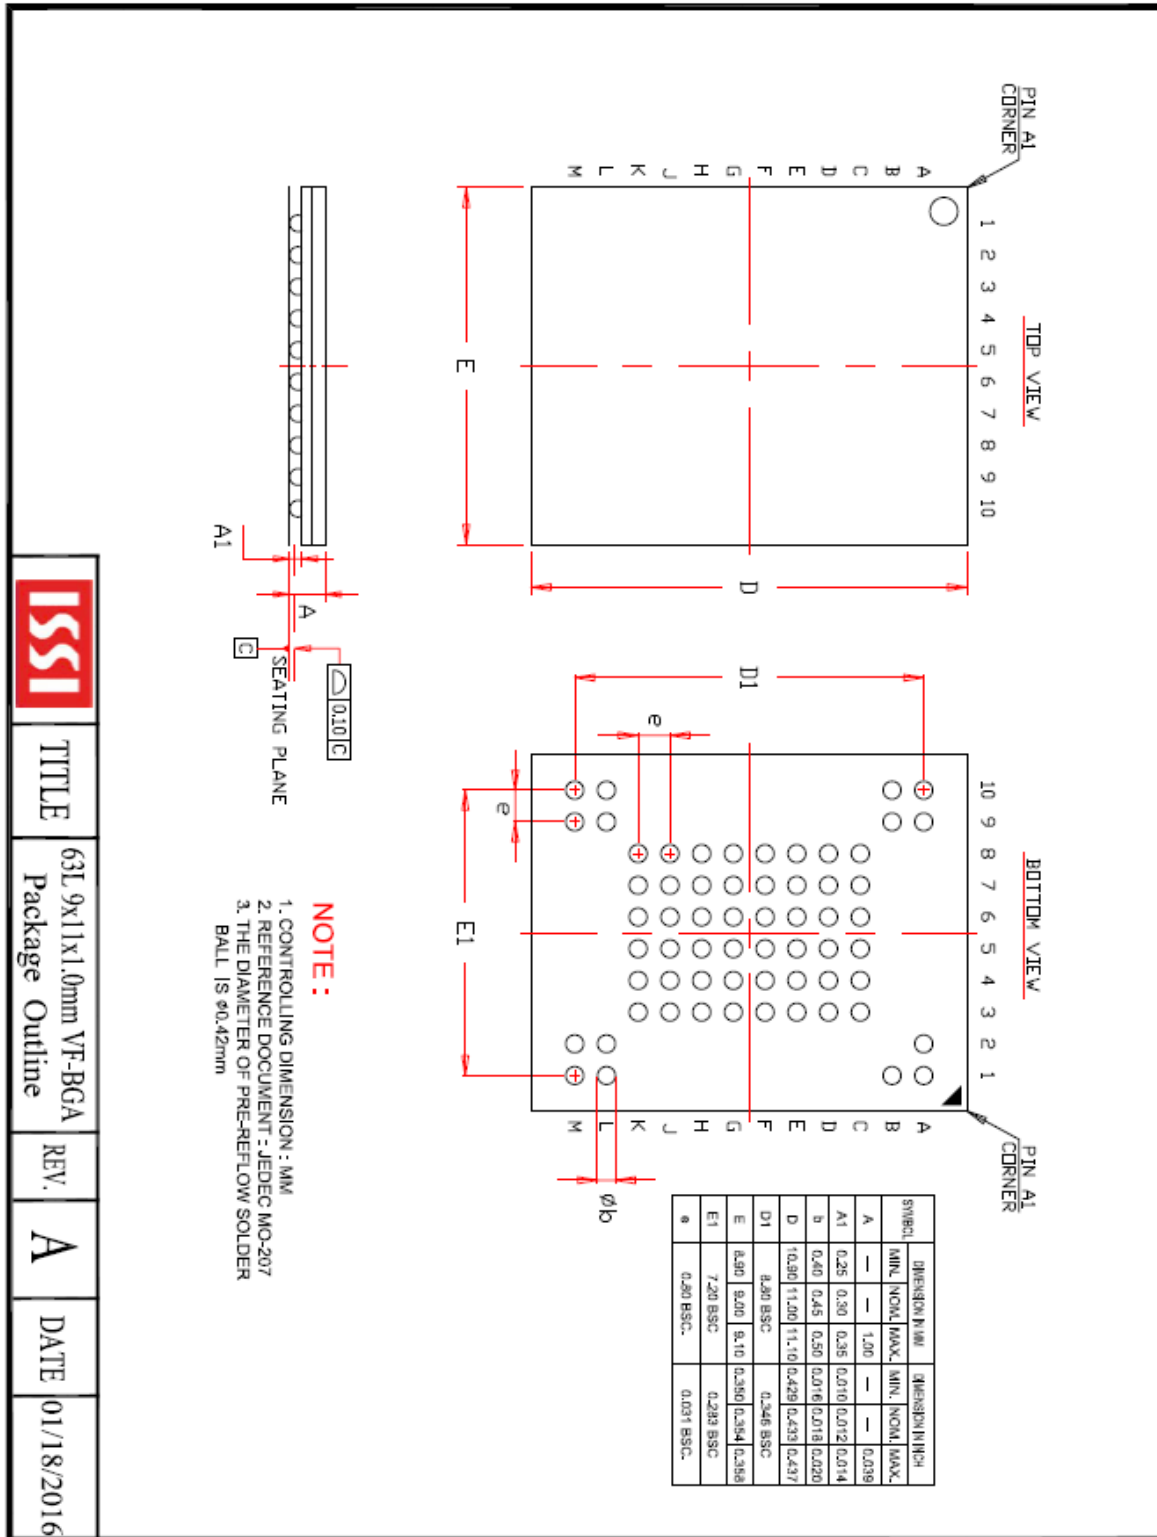 PIN A1
CORNER
TOP VIEW
1 2 3 4 5 6 7 8 9 10
A
B
C
D
E
F
G
H
J
K
L
M
E
D
A1
A
0.10 C
C
SEATING PLANE
BOTTOM VIEW
10 9 8 7 6 5 4 3 2 1
PIN A1
CORNER
A
B
C
D
E
F
G
H
J
K
L
M
D1
e
e
E1
Øb
SYMBOL DIMENSION IN MM DIMENSION IN INCH
MIN. NOM. MAX. MIN. NOM. MAX.
A — — 1.00 — — 0.039
A1 0.25 0.30 0.35 0.010 0.012 0.014
b 0.40 0.45 0.50 0.016 0.018 0.020
D 10.90 11.00 11.10 0.429 0.433 0.437
D1 8.80 BSC 0.346 BSC
E 8.90 9.00 9.10 0.350 0.354 0.358
E1 7.20 BSC 0.283 BSC
e 0.80 BSC. 0.031 BSC.
NOTE :
1. CONTROLLING DIMENSION : MM
2. REFERENCE DOCUMENT : JEDEC MO-207
3. THE DIAMETER OF PRE-REFLOW SOLDER
BALL IS Ø0.42mm
ISSI
TITLE
63L 9x11x1.0mm VF-BGA
Package Outline
REV.
A
DATE
01/18/2016